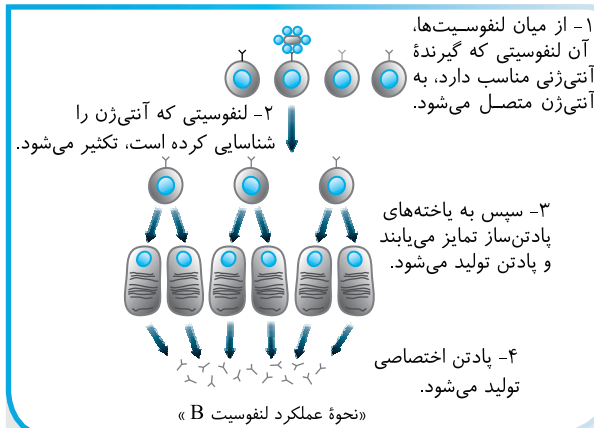 ۱- از میان لنفوسیت‌ها،
آن لنفوسیتی که گیرندهٔ
آنتی‌ژنی مناسب دارد، به
آنتی‌ژن متصل می‌شود.
۲- لنفوسیتی که آنتی‌ژن را
شناسایی کرده است، تکثیر می‌شود.
۳- سپس به یاخته‌های
پادتن‌ساز تمایز می‌یابند
و پادتن تولید می‌شود.
۴- پادتن اختصاصی
تولید می‌شود.
«نحوهٔ عملکرد لنفوسیت B»